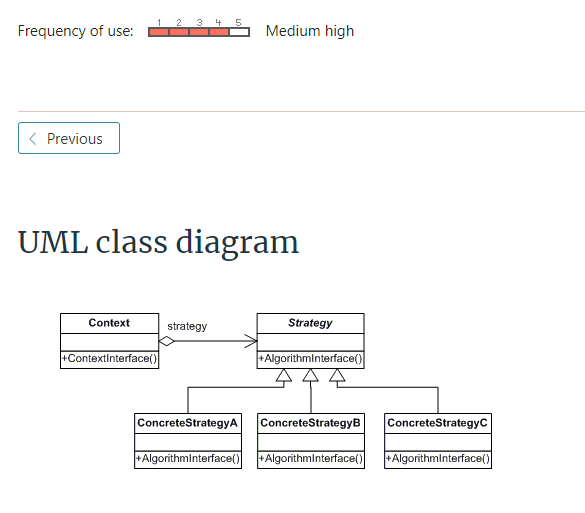 1 2 3 4 5
Frequency of use: Medium high
< Previous
UML class diagram
Context strategy Strategy
+ContextInterface() +AlgorithmInterface()
ConcreteStrategyA ConcreteStrategyB ConcreteStrategyC
+AlgorithmInterface() +AlgorithmInterface() +AlgorithmInterface()